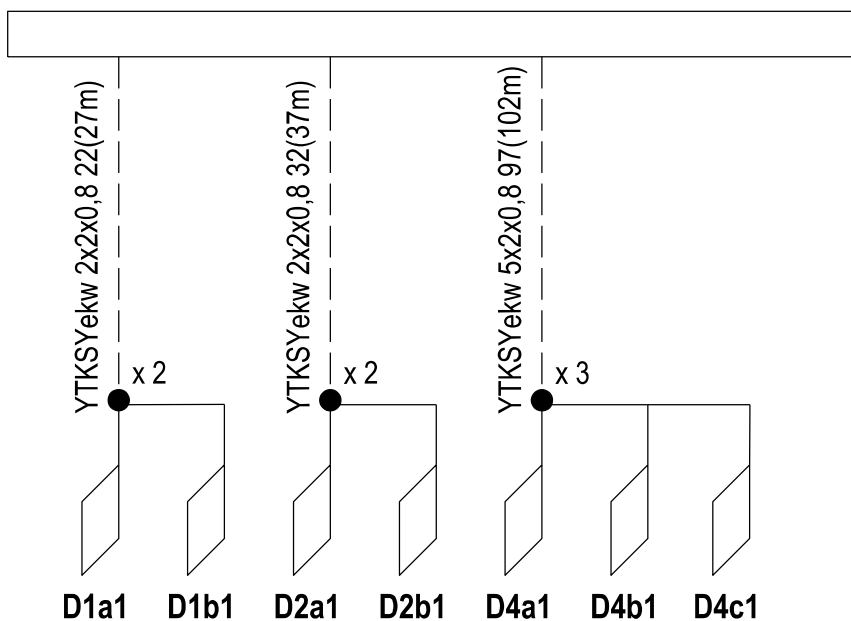 YTKSYekw 2x2x0,8 22(27m)
x 2
YTKSYekw 2x2x0,8 32(37m)
x 2
YTKSYekw 5x2x0,8 97(102m)
x 3
D1a1
D1b1
D2a1
D2b1
D4a1
D4b1
D4c1